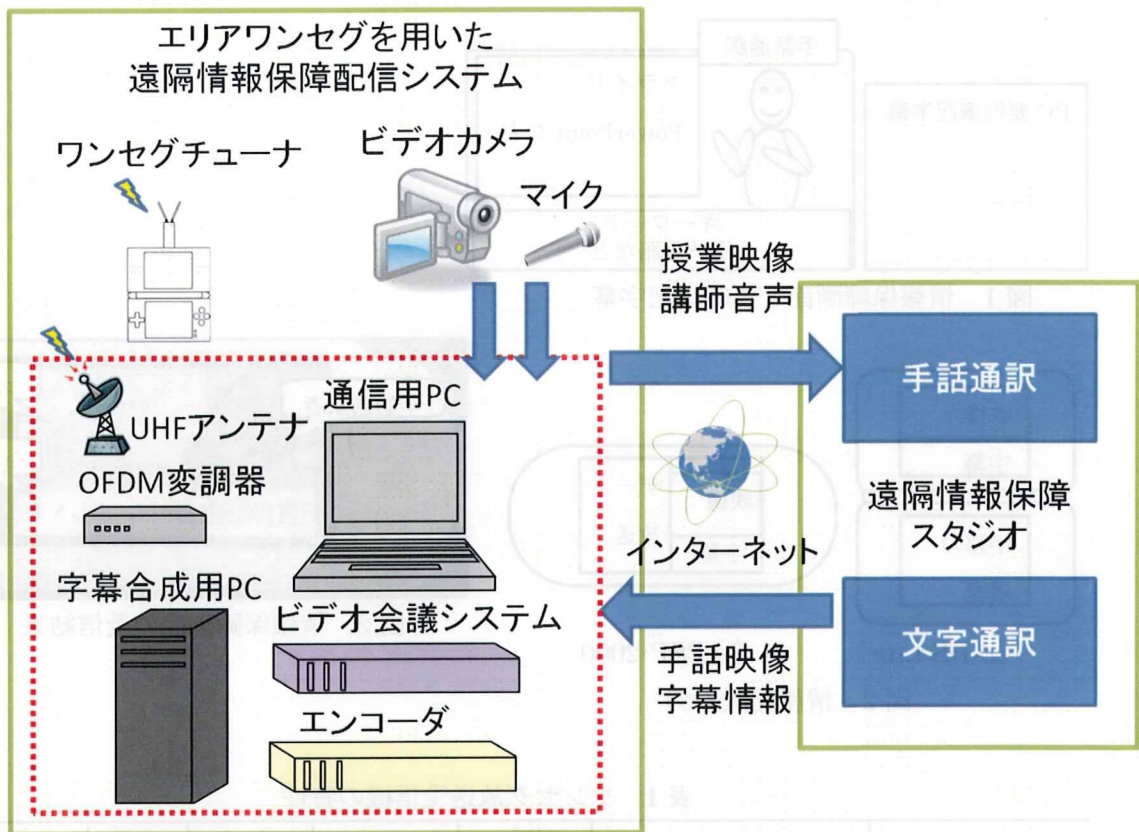 エリアワンセグを用いた
遠隔情報保障配信システム
ワンセグチューナ
ビデオカメラ
マイク
授業映像
講師音声
手話通訳
通信用PC
UHFアンテナ
OFDM変調器
遠隔情報保障
スタジオ
インターネット
字幕合成用PC
ビデオ会議システム
文字通訳
手話映像
字幕情報
エンコーダ